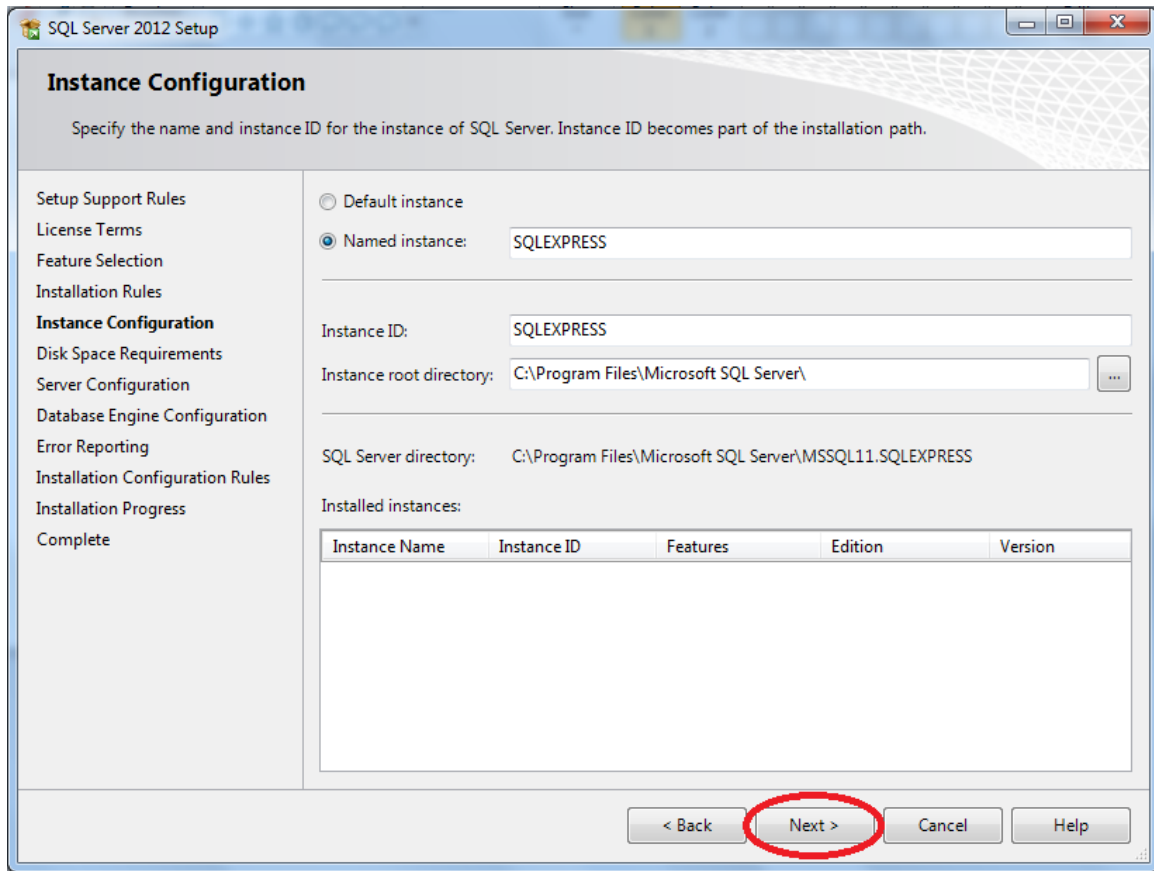 SQL Server 2012 Setup
Instance Configuration
Specify the name and instance ID for the instance of SQL Server. Instance ID becomes part of the installation path.
Setup Support Rules
License Terms
Feature Selection
Installation Rules
Instance Configuration
Disk Space Requirements
Server Configuration
Database Engine Configuration
Error Reporting
Installation Configuration Rules
Installation Progress
Complete
Default instance
Named instance: SQLEXPRESS
Instance ID: SQLEXPRESS
Instance root directory: C:\Program Files\Microsoft SQL Server\ ...
SQL Server directory: C:\Program Files\Microsoft SQL Server\MSSQL11.SQLEXPRESS
Installed instances:
Instance Name Instance ID Features Edition Version
< Back Next > Cancel Help